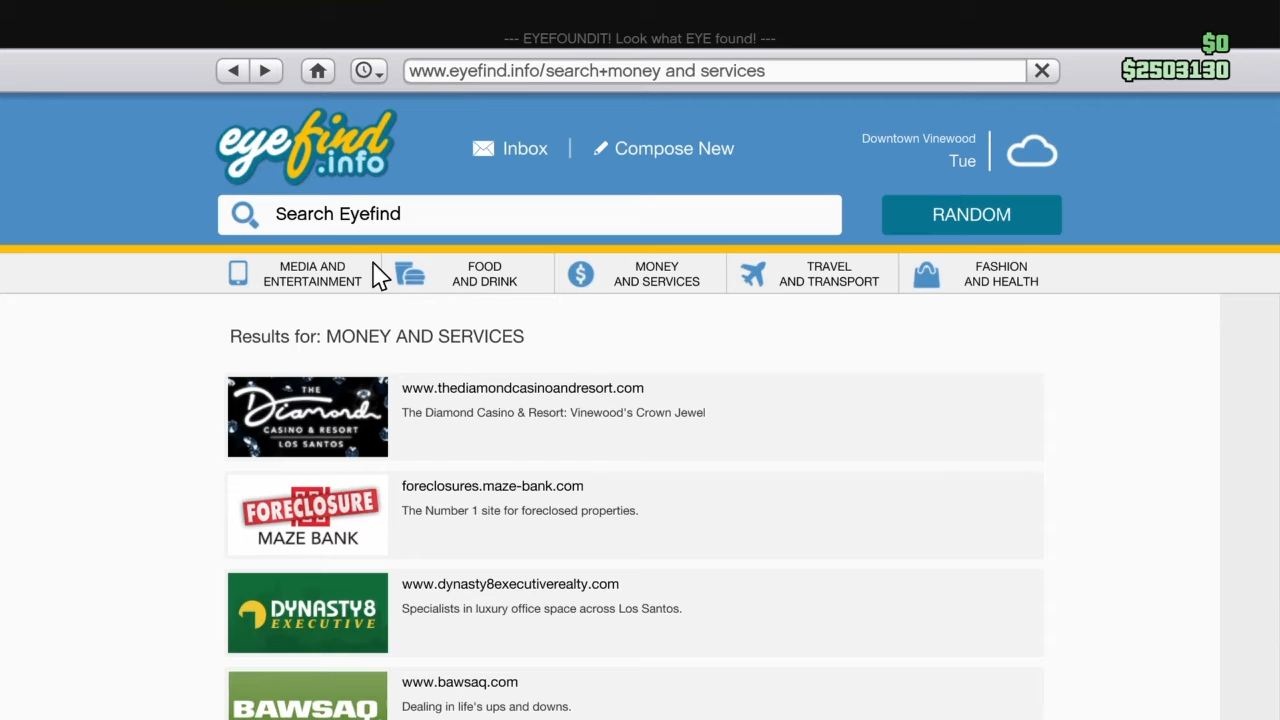 --- EYEFOUNDIT! Look what EYE found! ---
$0
www.eyefind.info/search+money and services
$2503130
eyefind
.info
Inbox
Compose New
Downtown Vinewood
Tue
Search Eyefind
RANDOM
MEDIA AND
ENTERTAINMENT
FOOD
AND DRINK
MONEY
AND SERVICES
TRAVEL
AND TRANSPORT
FASHION
AND HEALTH
Results for: MONEY AND SERVICES
THE
Diamond
CASINO & RESORT
LOS SANTOS
www.thediamondcasinoandresort.com
The Diamond Casino & Resort: Vinewood's Crown Jewel
FORECLOSURE
MAZE BANK
foreclosures.maze-bank.com
The Number 1 site for foreclosed properties.
DYNASTY8
EXECUTIVE
www.dynasty8executiverealty.com
Specialists in luxury office space across Los Santos.
BAWSAQ
www.bawsaq.com
Dealing in life's ups and downs.